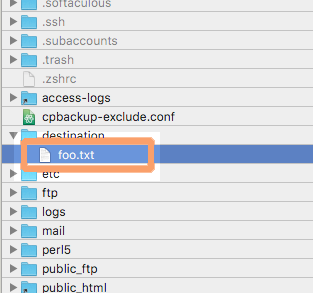 .softaculous
.ssh
.subaccounts
.trash
.zshrc
access-logs
cpbackup-exclude.conf
destination
foo.txt
etc
ftp
logs
mail
perl5
public_ftp
public_html